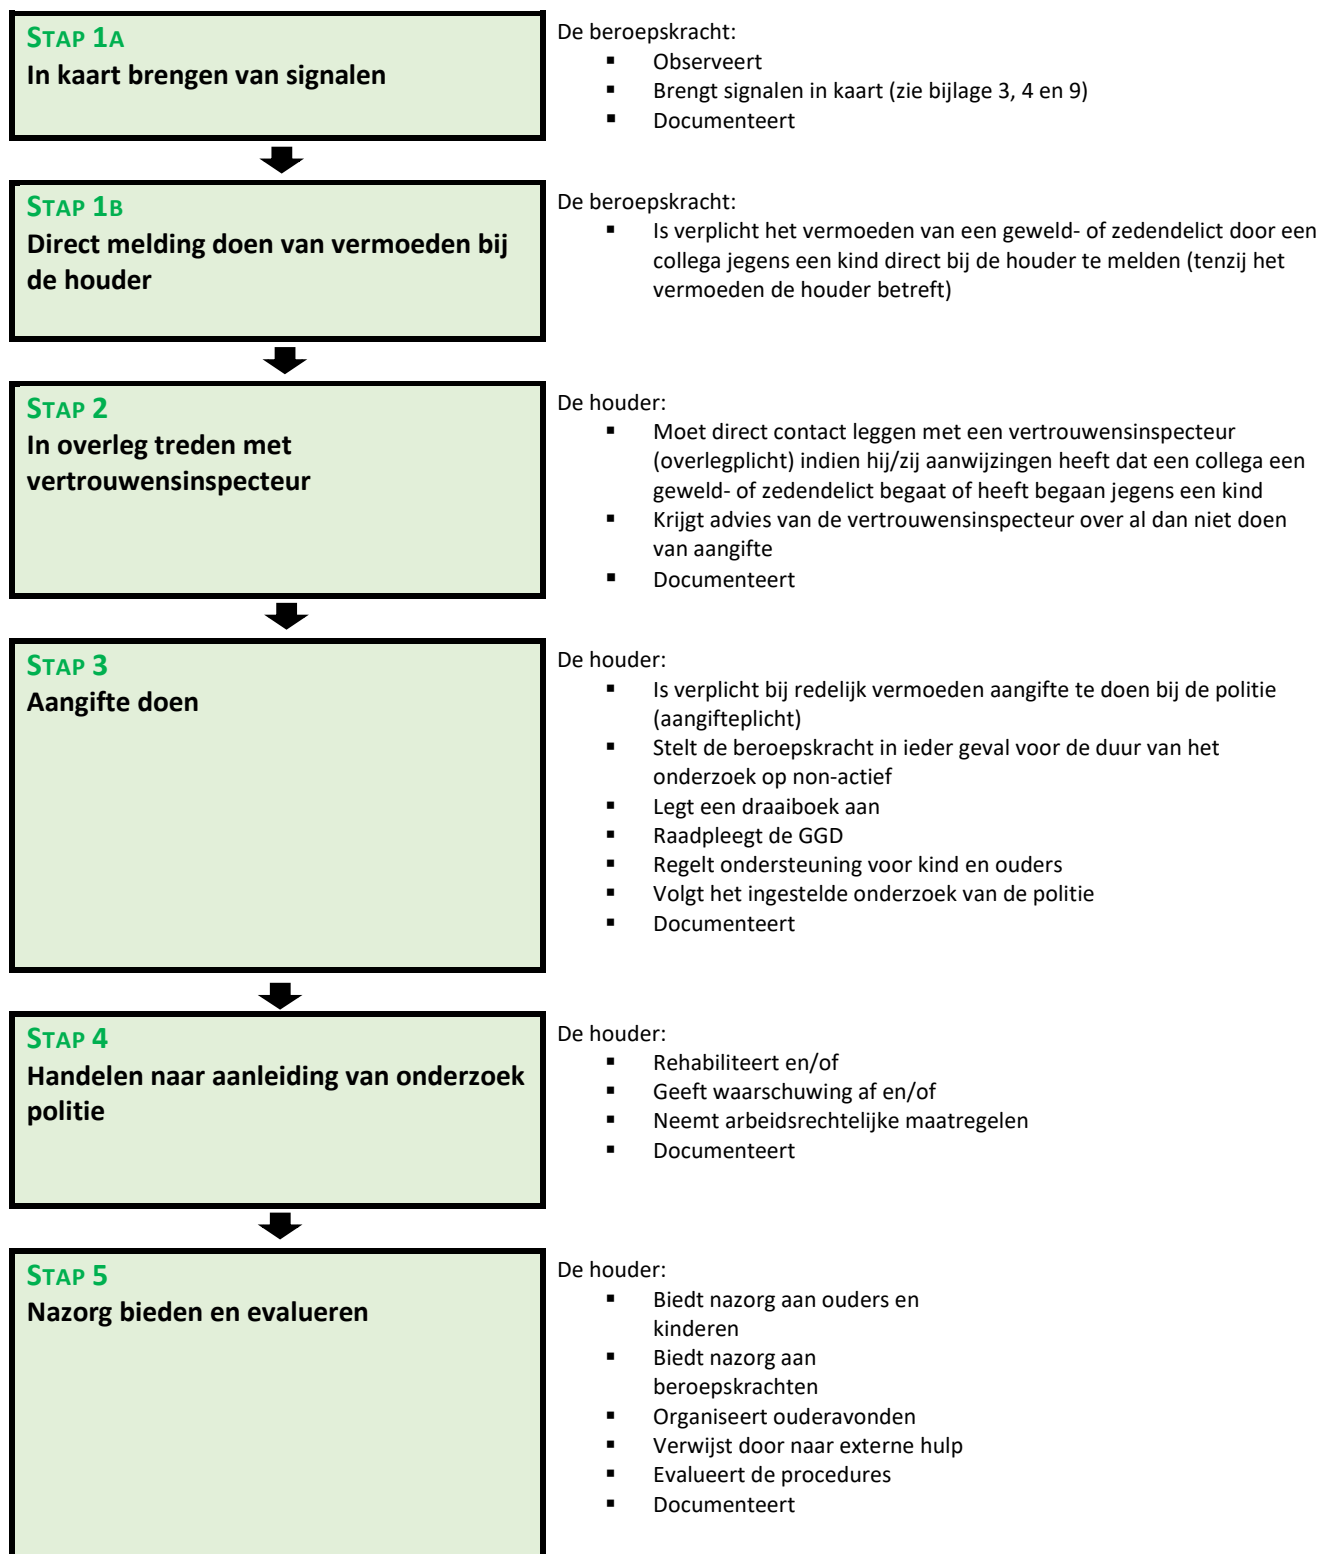 STAP 1A
In kaart brengen van signalen
De beroepskracht:
▪ Observeert
▪ Brengt signalen in kaart (zie bijlage 3, 4 en 9)
▪ Documenteert
STAP 1B
Direct melding doen van vermoeden bij
de houder
De beroepskracht:
▪ Is verplicht het vermoeden van een geweld- of zedendelict door een
collega jegens een kind direct bij de houder te melden (tenzij het
vermoeden de houder betreft)
STAP 2
In overleg treden met
vertrouwensinspecteur
De houder:
▪ Moet direct contact leggen met een vertrouwensinspecteur
(overlegplicht) indien hij/zij aanwijzingen heeft dat een collega een
geweld- of zedendelict begaat of heeft begaan jegens een kind
▪ Krijgt advies van de vertrouwensinspecteur over al dan niet doen
van aangifte
▪ Documenteert
STAP 3
Aangifte doen
De houder:
▪ Is verplicht bij redelijk vermoeden aangifte te doen bij de politie
(aangifteplicht)
▪ Stelt de beroepskracht in ieder geval voor de duur van het
onderzoek op non-actief
▪ Legt een draaiboek aan
▪ Raadpleegt de GGD
▪ Regelt ondersteuning voor kind en ouders
▪ Volgt het ingestelde onderzoek van de politie
▪ Documenteert
STAP 4
Handelen naar aanleiding van onderzoek
politie
De houder:
▪ Rehabiliteert en/of
▪ Geeft waarschuwing af en/of
▪ Neemt arbeidsrechtelijke maatregelen
▪ Documenteert
STAP 5
Nazorg bieden en evalueren
De houder:
▪ Biedt nazorg aan ouders en
kinderen
▪ Biedt nazorg aan
beroepskrachten
▪ Organiseert ouderavonden
▪ Verwijst door naar externe hulp
▪ Evalueert de procedures
▪ Documenteert